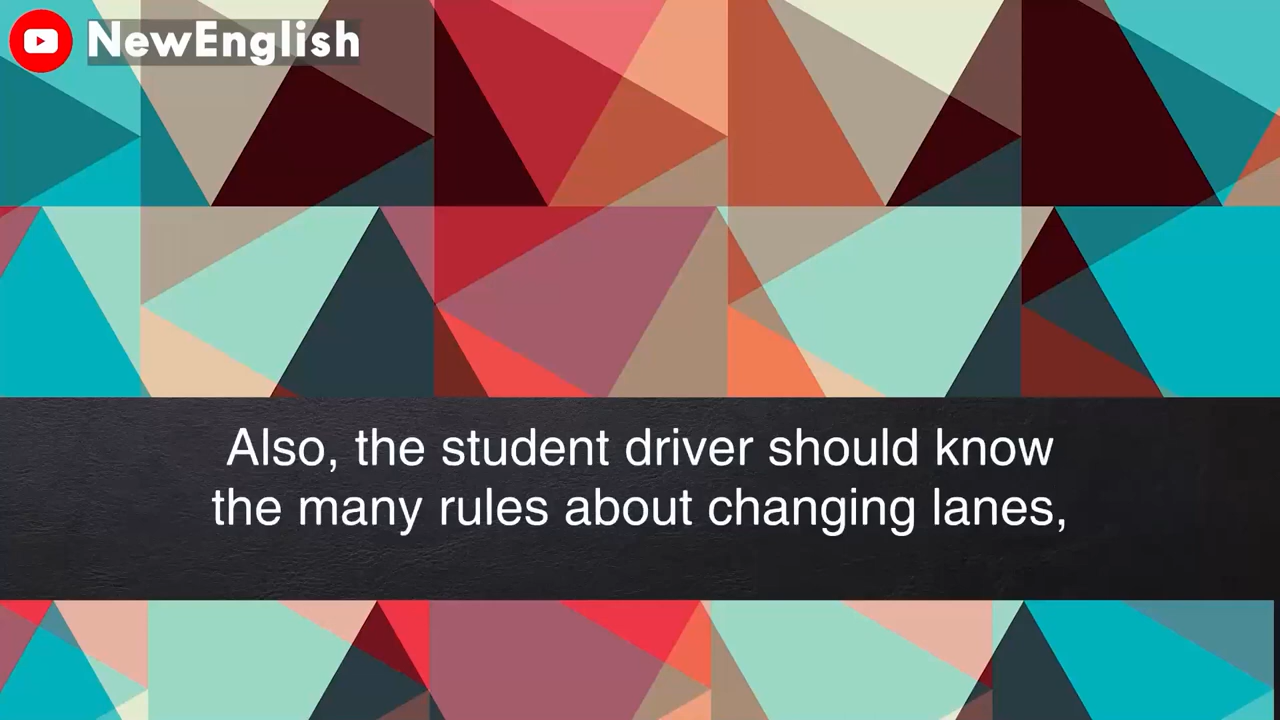 NewEnglish
Also, the student driver should know
the many rules about changing lanes,